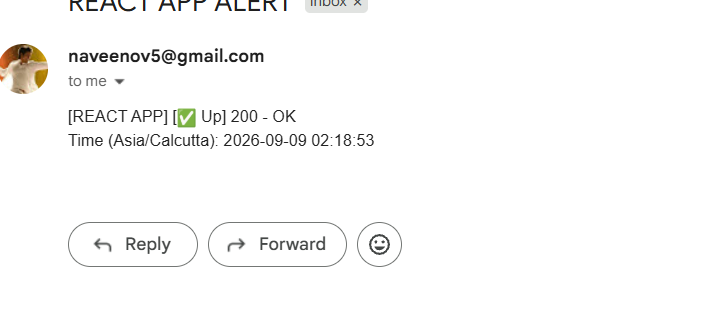 REACT APP ALERT Inbox ×
naveenov5@gmail.com
to me
[REACT APP] [✅ Up] 200 - OK
Time (Asia/Calcutta): 2026-09-09 02:18:53
Reply Forward